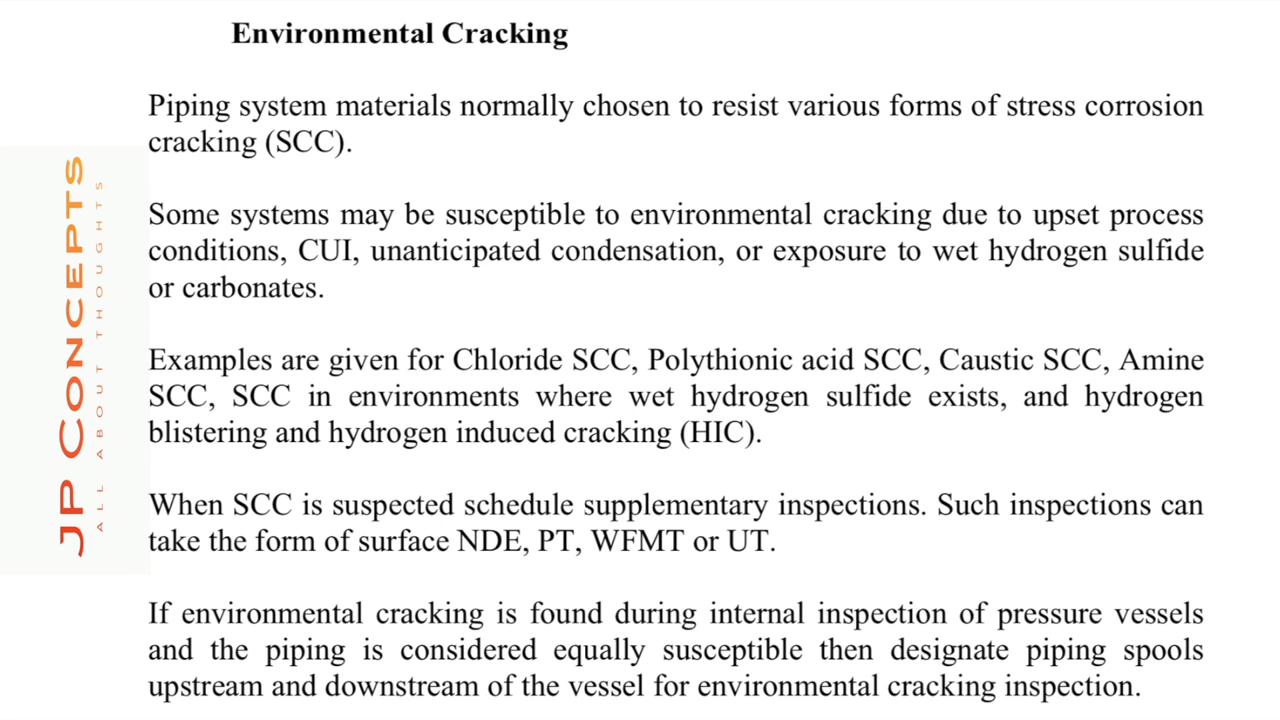 Environmental Cracking
Piping system materials normally chosen to resist various forms of stress corrosion
cracking (SCC).
Some systems may be susceptible to environmental cracking due to upset process
conditions, CUI, unanticipated condensation, or exposure to wet hydrogen sulfide
or carbonates.
Examples are given for Chloride SCC, Polythionic acid SCC, Caustic SCC, Amine
SCC, SCC in environments where wet hydrogen sulfide exists, and hydrogen
blistering and hydrogen induced cracking (HIC).
When SCC is suspected schedule supplementary inspections. Such inspections can
take the form of surface NDE, PT, WFMT or UT.
If environmental cracking is found during internal inspection of pressure vessels
and the piping is considered equally susceptible then designate piping spools
upstream and downstream of the vessel for environmental cracking inspection.
JP CONCEPTS
ALL ABOUT THOUGHTS